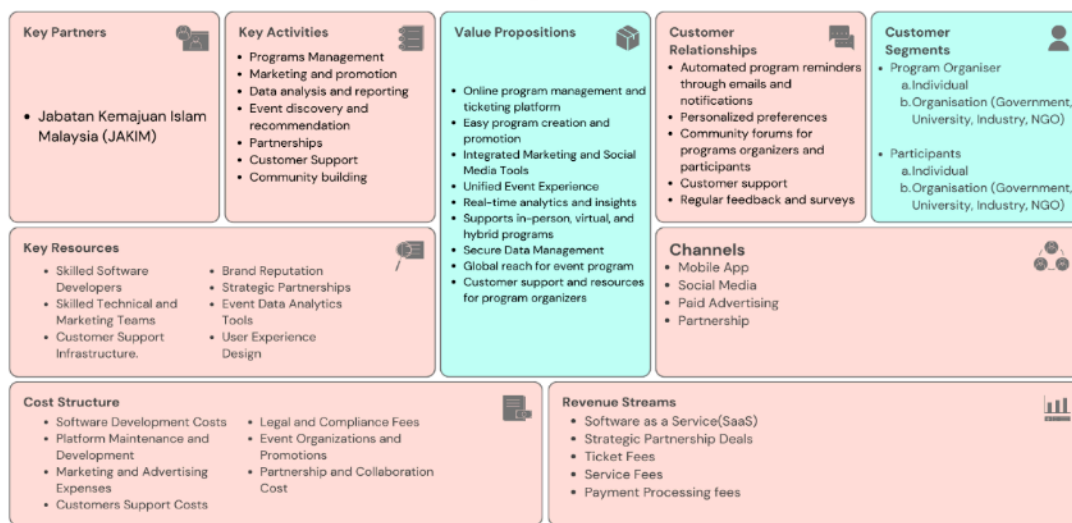 Key Partners
• Jabatan Kemajuan Islam
Malaysia (JAKIM)
Key Activities
• Programs Management
• Marketing and promotion
• Data analysis and reporting
• Event discovery and
recommendation
• Partnerships
• Customer Support
• Community building
Value Propositions
• Online program management and
ticketing platform
• Easy program creation and
promotion
• Integrated Marketing and Social
Media Tools
• Unified Event Experience
• Real-time analytics and insights
• Supports in-person, virtual, and
hybrid programs
• Secure Data Management
• Global reach for event program
• Customer support and resources
for program organizers
Customer
Relationships
• Automated program reminders
through emails and
notifications
• Personalized preferences
• Community forums for
programs organizers and
participants
• Customer support
• Regular feedback and surveys
Customer
Segments
• Program Organiser
a. Individual
b. Organisation (Government,
University, Industry, NGO)
• Participants
a. Individual
b. Organisation (Government,
University, Industry, NGO)
Key Resources
• Skilled Software
Developers
• Skilled Technical and
Marketing Teams
• Customer Support
Infrastructure.
• Brand Reputation
• Strategic Partnerships
• Event Data Analytics
Tools
• User Experience
Design
Channels
• Mobile App
• Social Media
• Paid Advertising
• Partnership
Cost Structure
• Software Development Costs
• Platform Maintenance and
Development
• Marketing and Advertising
Expenses
• Customers Support Costs
• Legal and Compliance Fees
• Event Organizations and
Promotions
• Partnership and Collaboration
Cost
Revenue Streams
• Software as a Service(SaaS)
• Strategic Partnership Deals
• Ticket Fees
• Service Fees
• Payment Processing fees